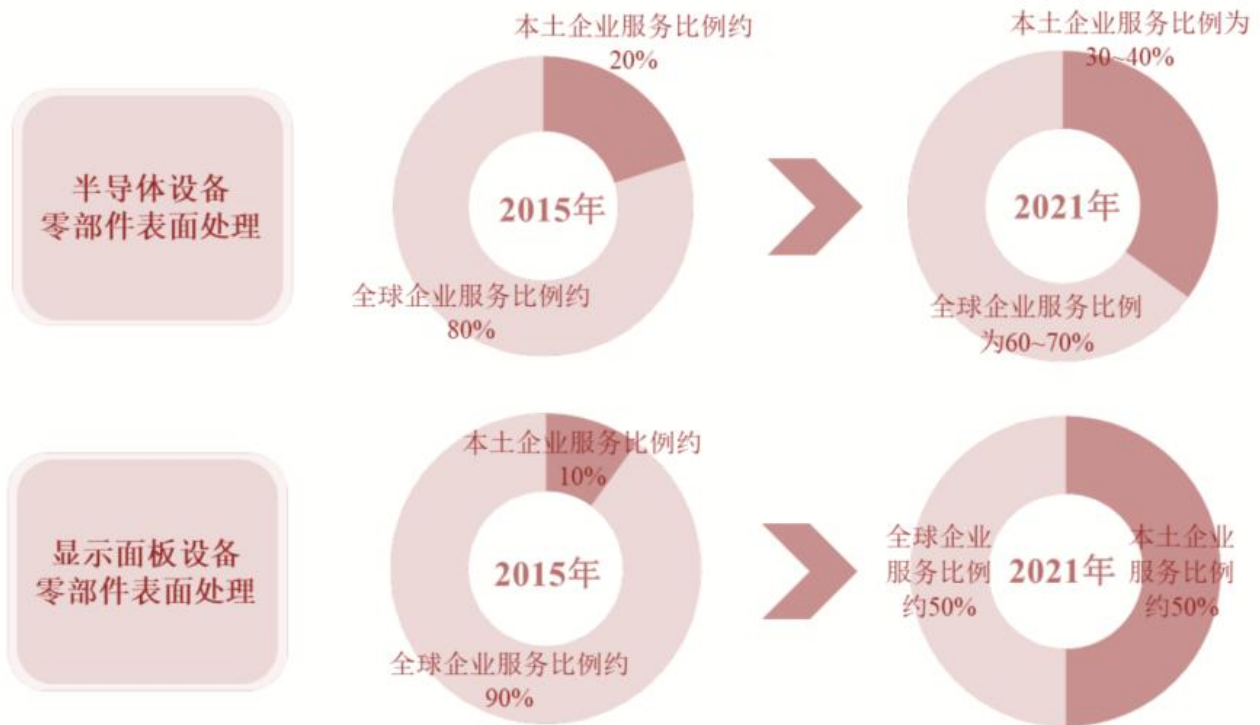 本土企业服务比例约
20%
本土企业服务比例为
30~40%
半导体设备
零部件表面处理
2015年
2021年
全球企业服务比例约
80%
全球企业服务比例
为60~70%
本土企业服务比例约
10%
显示面板设备
零部件表面处理
2015年
全球企业服务比例约
90%
全球企业
服务比例
约50%
2021年
本土企业
服务比例
约50%